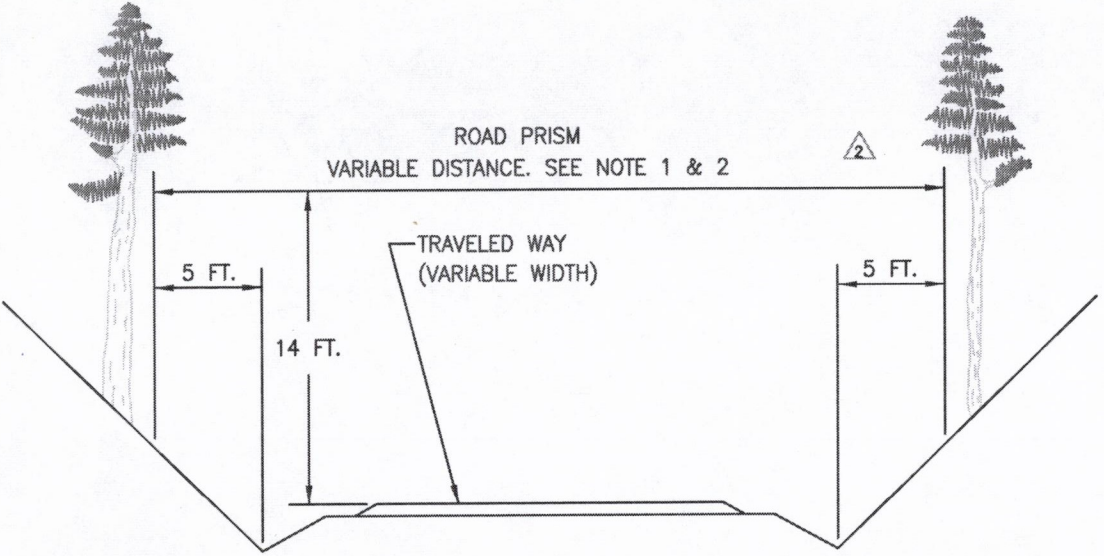 ROAD PRISM
VARIABLE DISTANCE. SEE NOTE 1 & 2
2
TRAVELED WAY
(VARIABLE WIDTH)
5 FT.
5 FT.
14 FT.